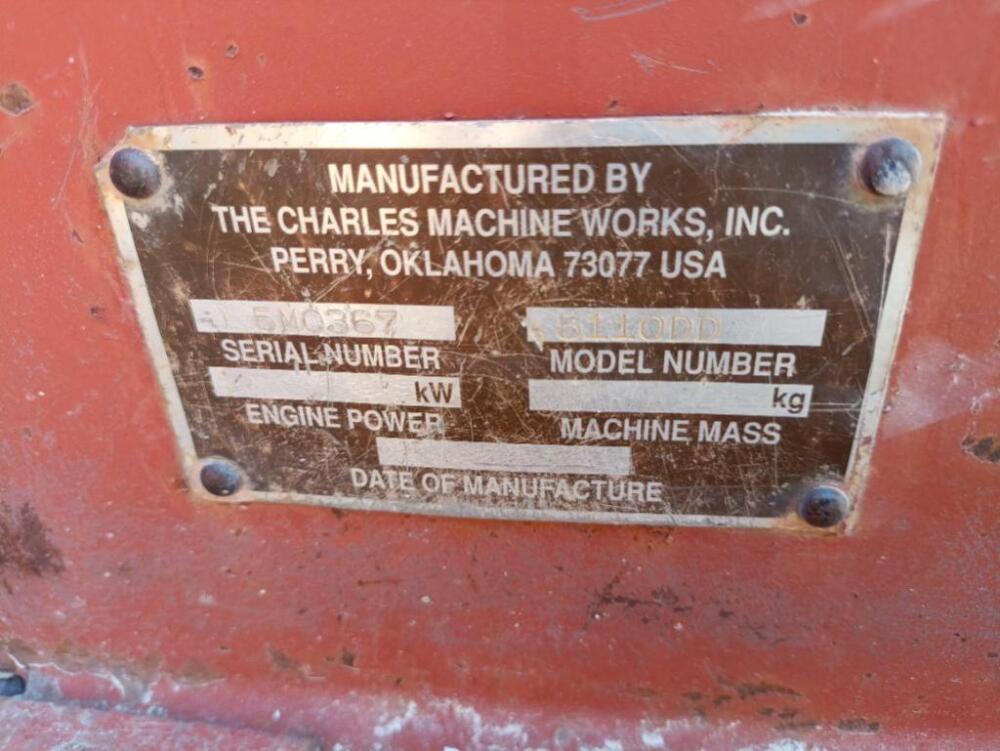 MANUFACTURED BY
THE CHARLES MACHINE WORKS, INC.
PERRY, OKLAHOMA 73077 USA
5M0367 5110DD
SERIAL NUMBER MODEL NUMBER
kW kg
ENGINE POWER MACHINE MASS
DATE OF MANUFACTURE